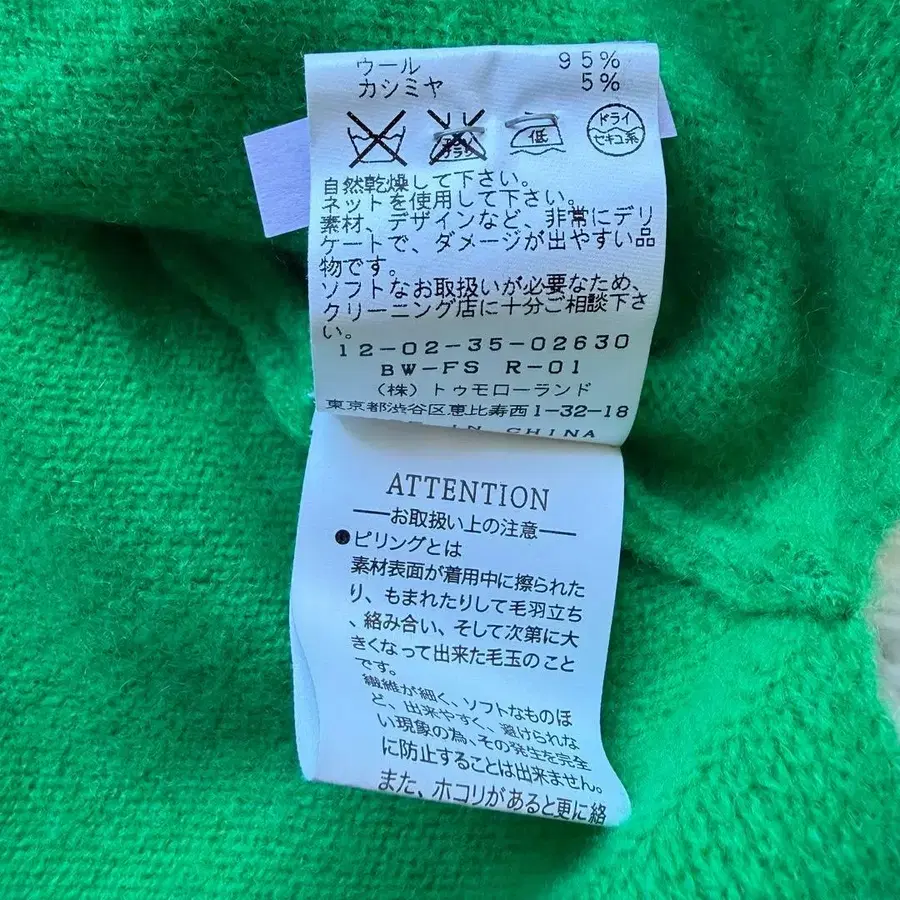 ウール 95%
カシミヤ 5%
低
ドライ
セキユ系
自然乾燥して下さい。
ネットを使用して下さい。
素材、デザインなど、非常にデリ
ケートで、ダメージが出やすい品
物です。
ソフトなお取扱いが必要なため、
クリーニング店に十分ご相談下さ
い。
12-02-35-02630
BW-FS R-01
(株)トゥモローランド
東京都渋谷区恵比寿西1-32-18
IN CHINA
ATTENTION
お取扱い上の注意
●ピリングとは
素材表面が着用中に擦られた
り、もまれたりして毛羽立ち
、絡み合い、そして次第に大
きくなって出来た毛玉のこと
です。
繊維が細く、ソフトなものほ
ど、出来やすく、避けられな
い現象の為、その発生を完全
に防止することは出来ません。
また、ホコリがあると更に絡